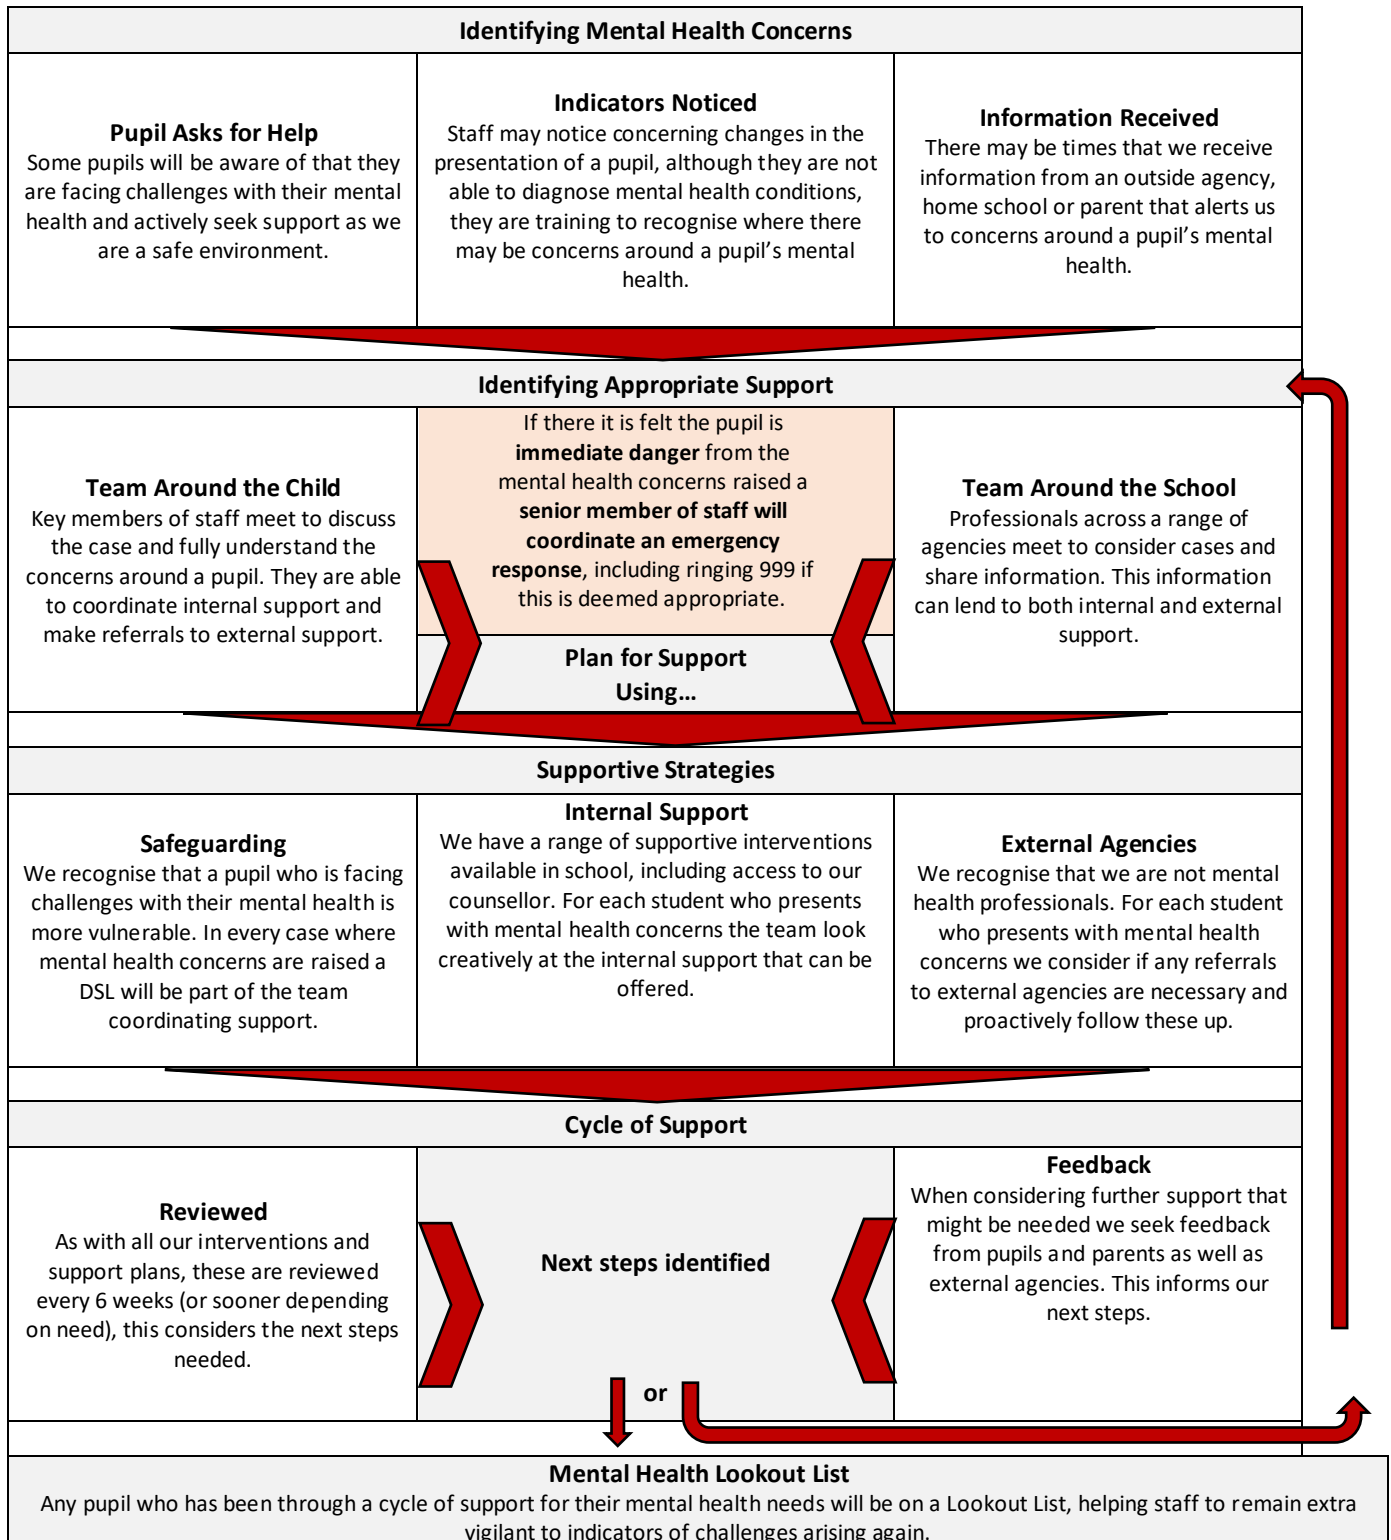 Identifying Mental Health Concerns
Pupil Asks for Help
Some pupils will be aware of that they
are facing challenges with their mental
health and actively seek support as we
are a safe environment.
Indicators Noticed
Staff may notice concerning changes in the
presentation of a pupil, although they are not
able to diagnose mental health conditions,
they are training to recognise where there
may be concerns around a pupil’s mental
health.
Information Received
There may be times that we receive
information from an outside agency,
home school or parent that alerts us
to concerns around a pupil’s mental
health.
Identifying Appropriate Support
Team Around the Child
Key members of staff meet to discuss
the case and fully understand the
concerns around a pupil. They are able
to coordinate internal support and
make referrals to external support.
If there it is felt the pupil is
immediate danger from the
mental health concerns raised a
senior member of staff will
coordinate an emergency
response, including ringing 999 if
this is deemed appropriate.
Plan for Support
Using…
Team Around the School
Professionals across a range of
agencies meet to consider cases and
share information. This information
can lend to both internal and external
support.
Supportive Strategies
Safeguarding
We recognise that a pupil who is facing
challenges with their mental health is
more vulnerable. In every case where
mental health concerns are raised a
DSL will be part of the team
coordinating support.
Internal Support
We have a range of supportive interventions
available in school, including access to our
counsellor. For each student who presents
with mental health concerns the team look
creatively at the internal support that can be
offered.
External Agencies
We recognise that we are not mental
health professionals. For each student
who presents with mental health
concerns we consider if any referrals
to external agencies are necessary and
proactively follow these up.
Cycle of Support
Reviewed
As with all our interventions and
support plans, these are reviewed
every 6 weeks (or sooner depending
on need), this considers the next steps
needed.
Next steps identified
or
Feedback
When considering further support that
might be needed we seek feedback
from pupils and parents as well as
external agencies. This informs our
next steps.
Mental Health Lookout List
Any pupil who has been through a cycle of support for their mental health needs will be on a Lookout List, helping staff to remain extra
vigilant to indicators of challenges arising again.